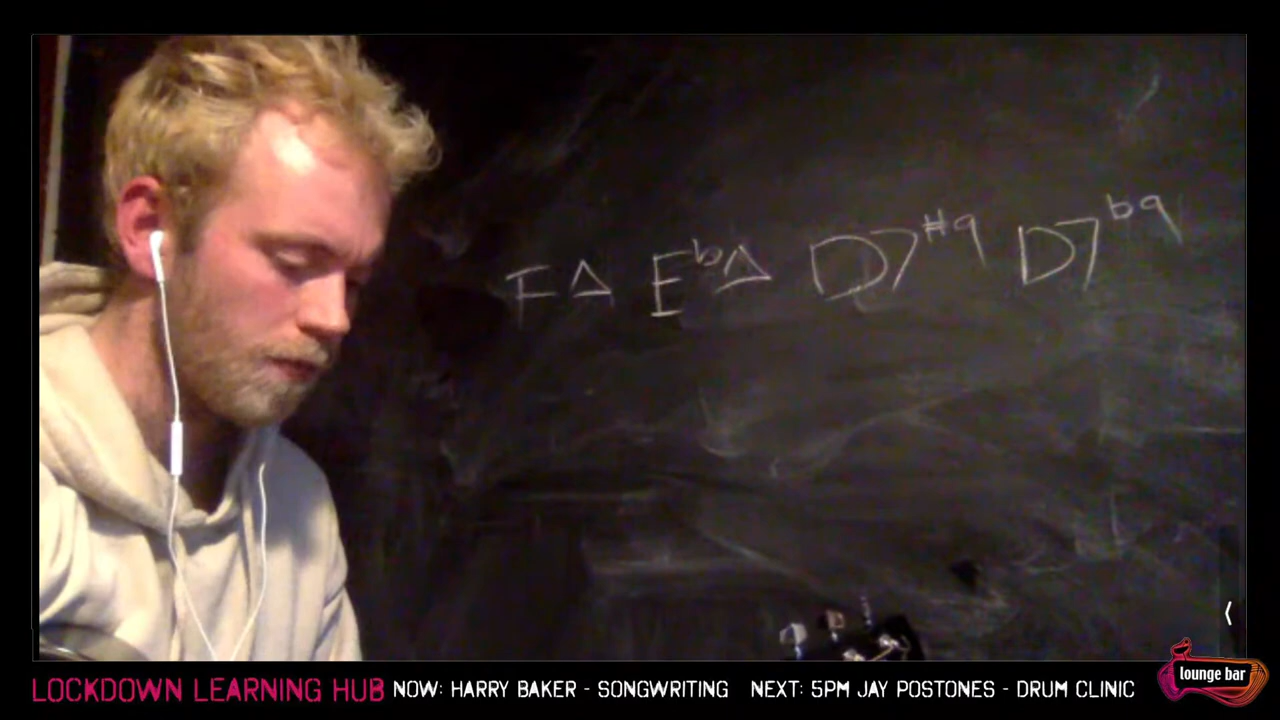 FΔ E♭Δ D7#9 D7♭9
LOCKDOWN LEARNING HUB NOW: HARRY BAKER - SONGWRITING NEXT: 5PM JAY POSTONES - DRUM CLINIC
lounge bar